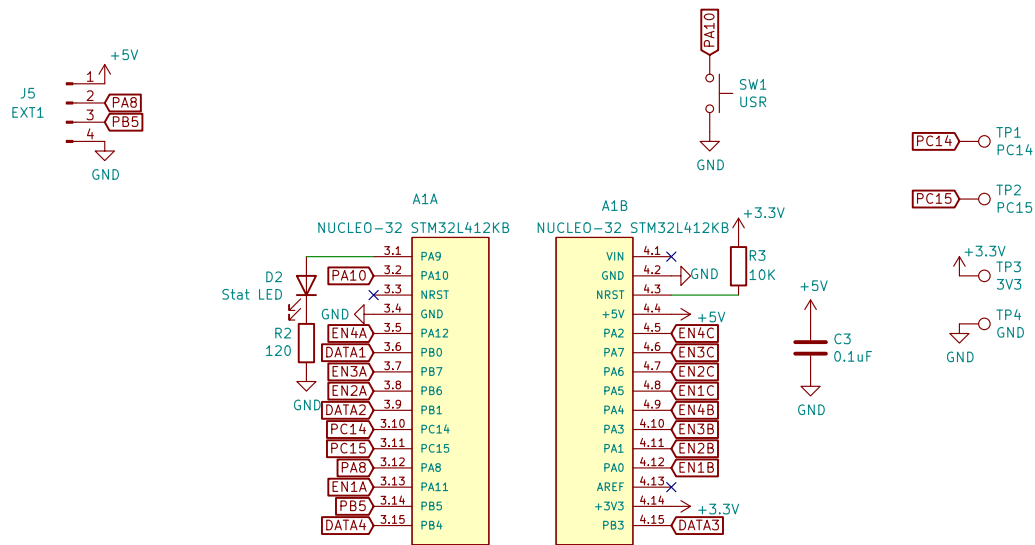 PA10
+5V
1
J5
EXT1
2
PA8
3
PB5
4
GND
SW1
USR
GND
PC14
TP1
PC14
PC15
TP2
PC15
+3.3V
TP3
3V3
TP4
GND
GND
A1A
NUCLEO-32 STM32L412KB
3.1 PA9
PA10 3.2 PA10
3.3 NRST
GND 3.4 GND
EN4A 3.5 PA12
DATA1 3.6 PB0
EN3A 3.7 PB7
EN2A 3.8 PB6
DATA2 3.9 PB1
PC14 3.10 PC14
PC15 3.11 PC15
PA8 3.12 PA8
EN1A 3.13 PA11
PB5 3.14 PB5
DATA4 3.15 PB4
D2
Stat LED
R2
120
GND
A1B
NUCLEO-32 STM32L412KB
VIN 4.1
GND 4.2 GND
NRST 4.3
+5V 4.4 +5V
PA2 4.5 EN4C
PA7 4.6 EN3C
PA6 4.7 EN2C
PA5 4.8 EN1C
PA4 4.9 EN4B
PA3 4.10 EN3B
PA1 4.11 EN2B
PA0 4.12 EN1B
AREF 4.13
+3V3 4.14 +3.3V
PB3 4.15 DATA3
+3.3V
R3
10K
+5V
C3
0.1uF
GND